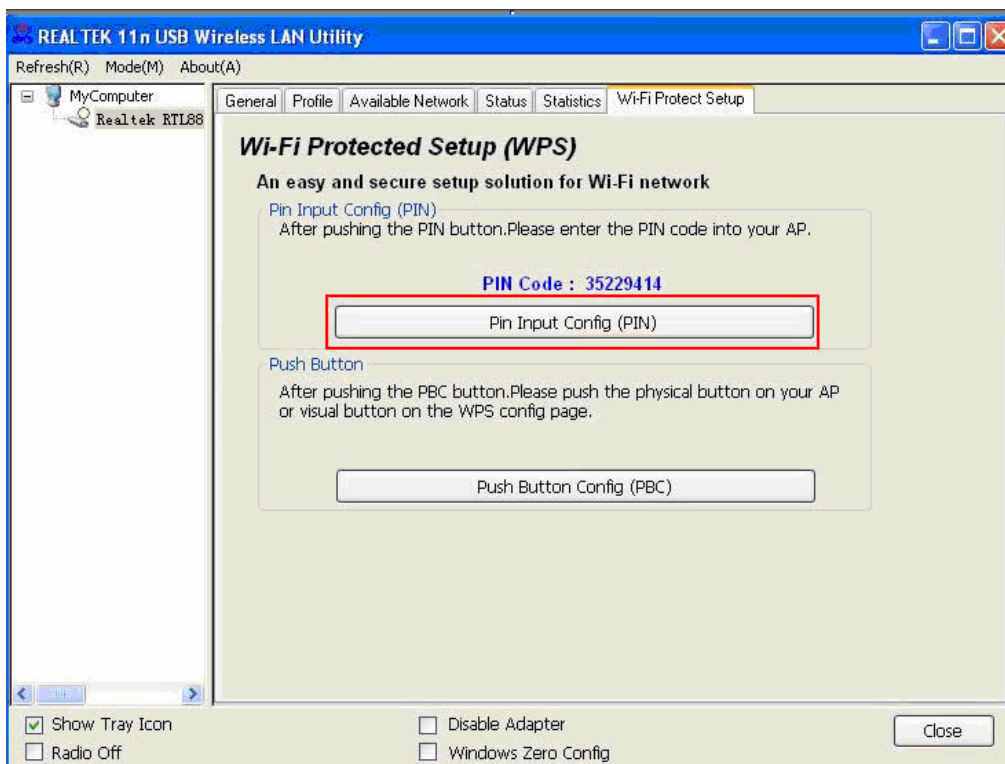 REALTEK 11n USB Wireless LAN Utility
Refresh(R) Mode(M) About(A)
MyComputer
Realtek RTL88
General Profile Available Network Status Statistics Wi-Fi Protect Setup
Wi-Fi Protected Setup (WPS)
An easy and secure setup solution for Wi-Fi network
Pin Input Config (PIN)
After pushing the PIN button.Please enter the PIN code into your AP.
PIN Code : 35229414
Pin Input Config (PIN)
Push Button
After pushing the PBC button.Please push the physical button on your AP
or visual button on the WPS config page.
Push Button Config (PBC)
Show Tray Icon
Radio Off
Disable Adapter
Windows Zero Config
Close